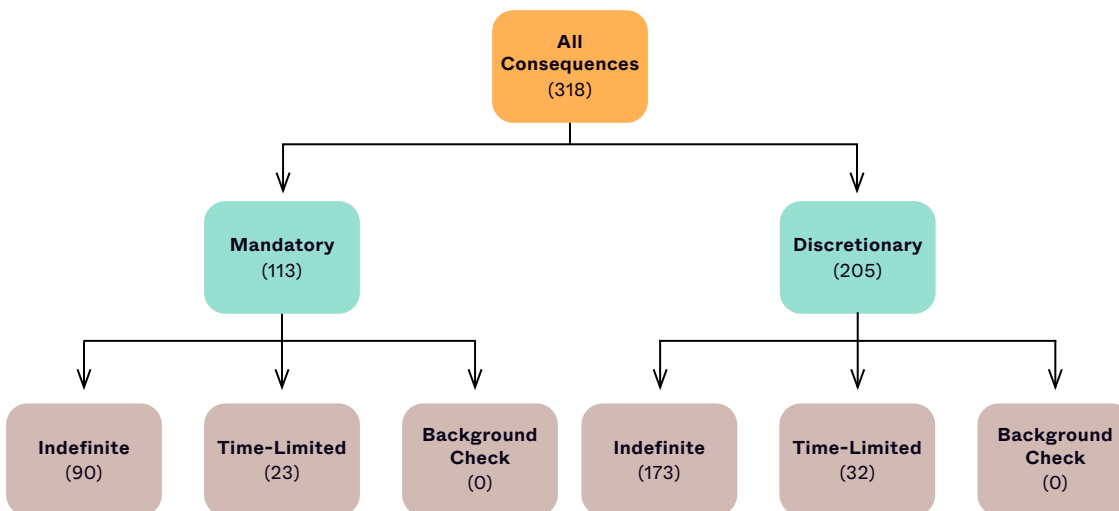 All
Consequences
(318)
Mandatory
(113)
Discretionary
(205)
Indefinite
(90)
Time-Limited
(23)
Background
Check
(0)
Indefinite
(173)
Time-Limited
(32)
Background
Check
(0)